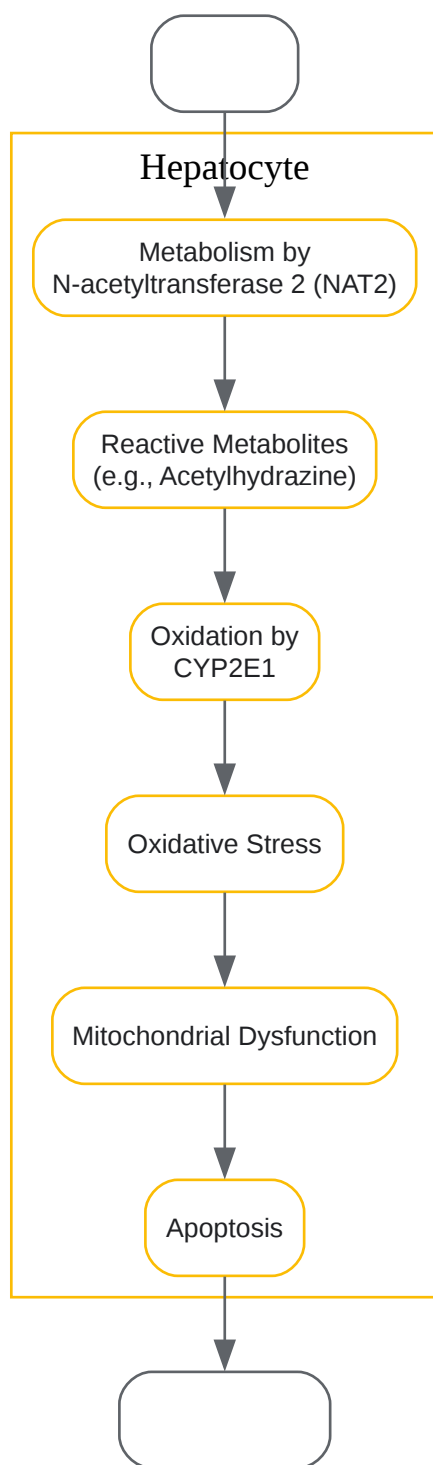 Hepatocyte
Metabolism by
N-acetyltransferase 2 (NAT2)
Reactive Metabolites
(e.g., Acetylhydrazine)
Oxidation by
CYP2E1
Oxidative Stress
Mitochondrial Dysfunction
Apoptosis